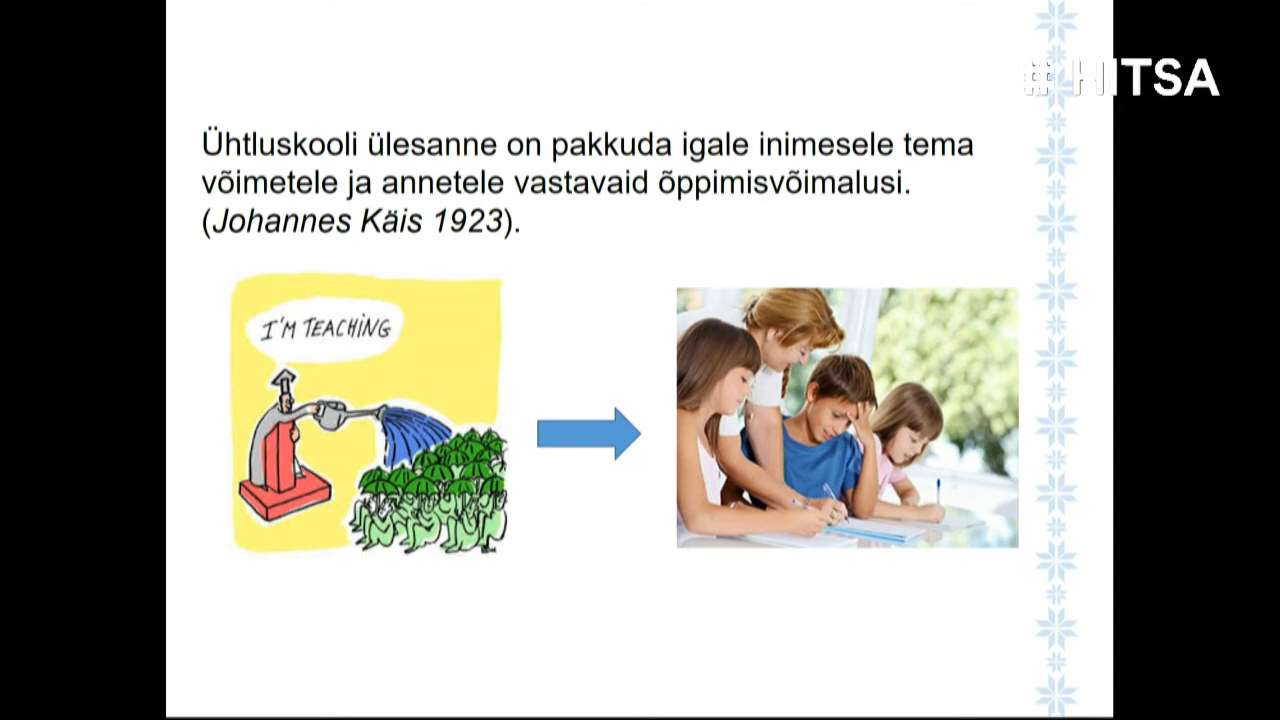 # HITSA
Ühtluskooli ülesanne on pakkuda igale inimesele tema
võimetele ja annetele vastavaid õppimisvõimalusi.
(Johannes Käis 1923).
I'M TEACHING